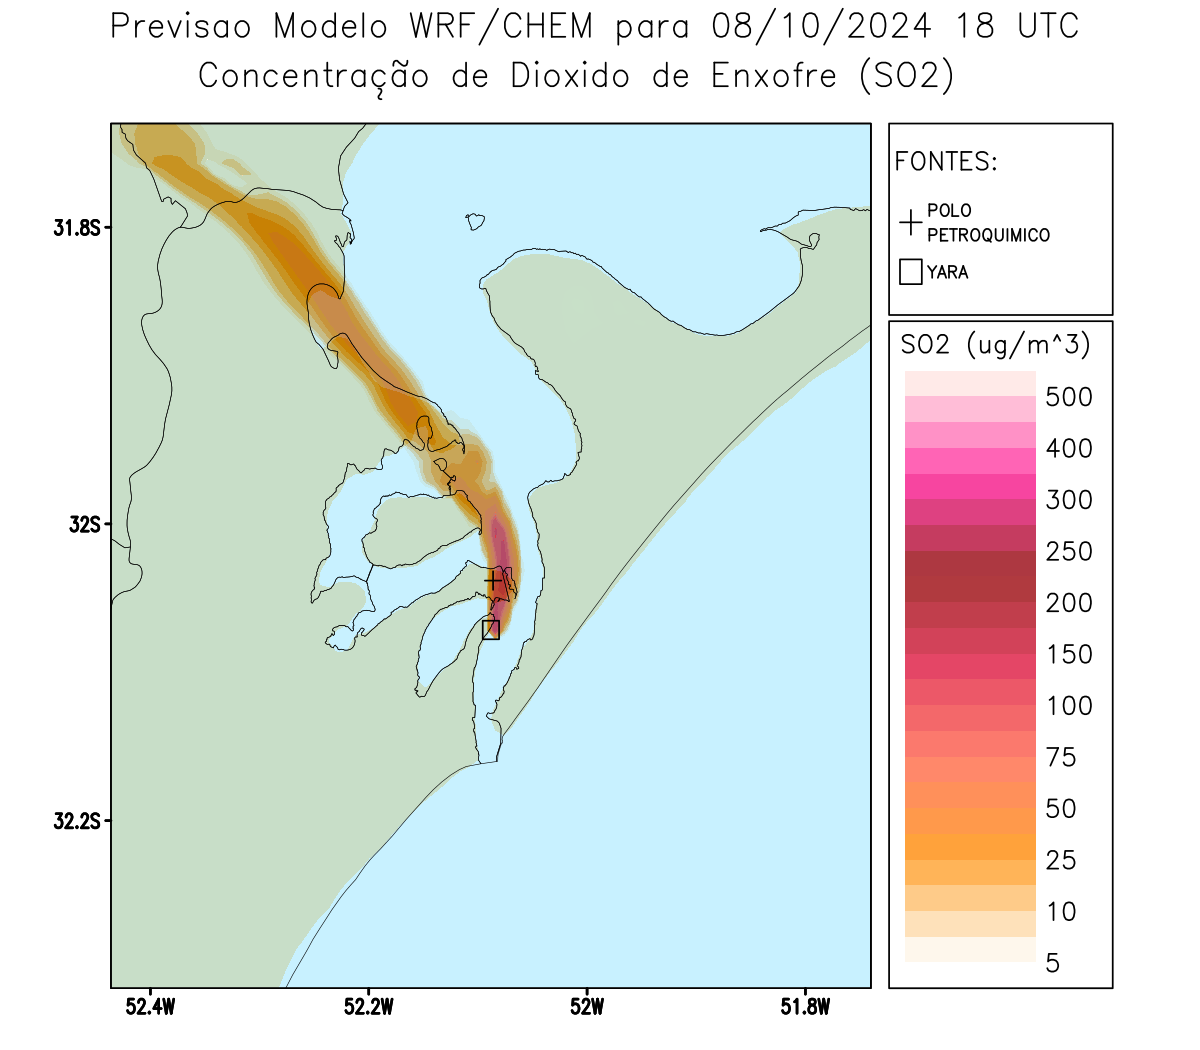 Previsao Modelo WRF/CHEM para 08/10/2024 18 UTC
Concentração de Dioxido de Enxofre (SO2)
FONTES:
POLO
PETROQUIMICO
YARA
31.8S
32S
32.2S
52.4W
52.2W
52W
51.8W
SO2 (ug/m^3)
500
400
300
250
200
150
100
75
50
25
10
5